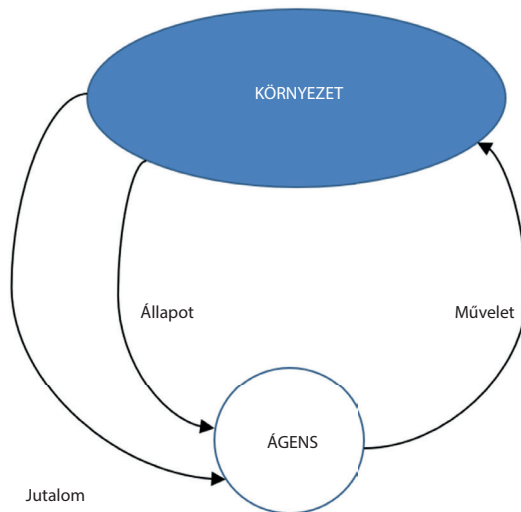 KÖRNYEZET
Állapot
Művelet
ÁGENS
Jutalom